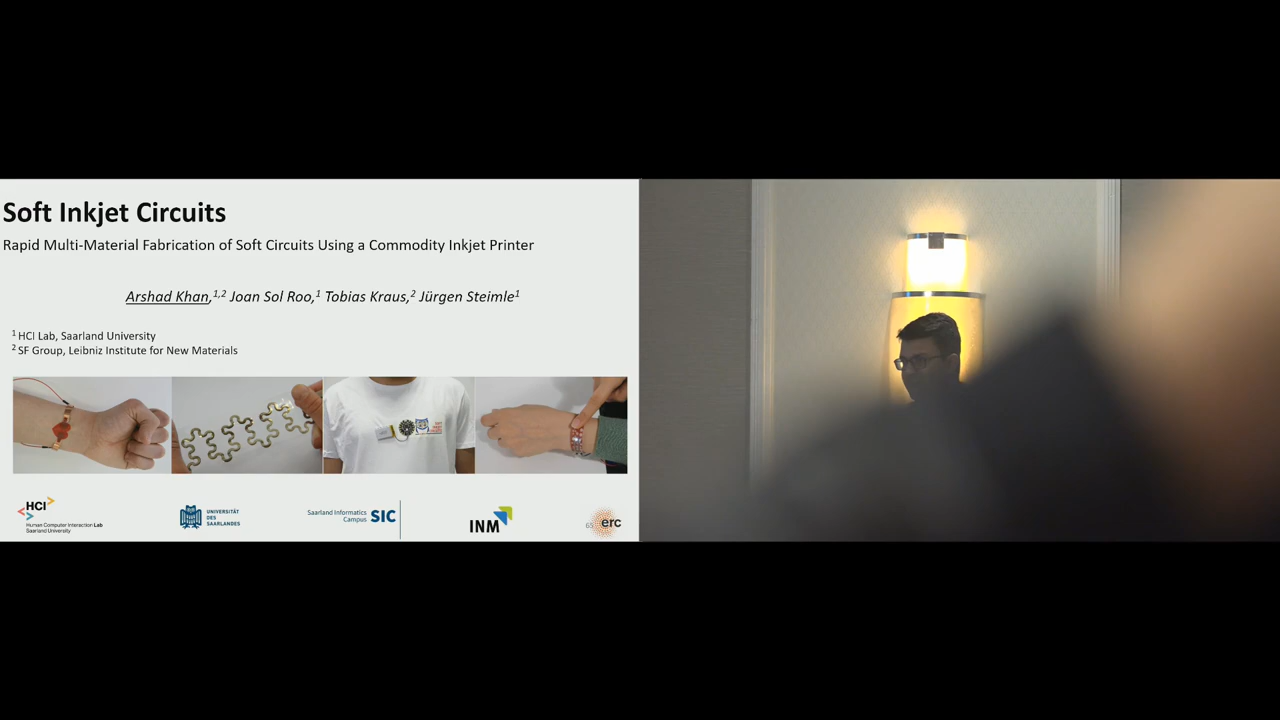 Soft Inkjet Circuits
Rapid Multi-Material Fabrication of Soft Circuits Using a Commodity Inkjet Printer
Arshad Khan,1,2 Joan Sol Roo,1 Tobias Kraus,2 Jürgen Steimle1
1 HCI Lab, Saarland University
2 SF Group, Leibniz Institute for New Materials
HCI
Human Computer Interaction Lab
Saarland University
UNIVERSITÄT
DES
SAARLANDES
Saarland Informatics
Campus SIC
INM
erc